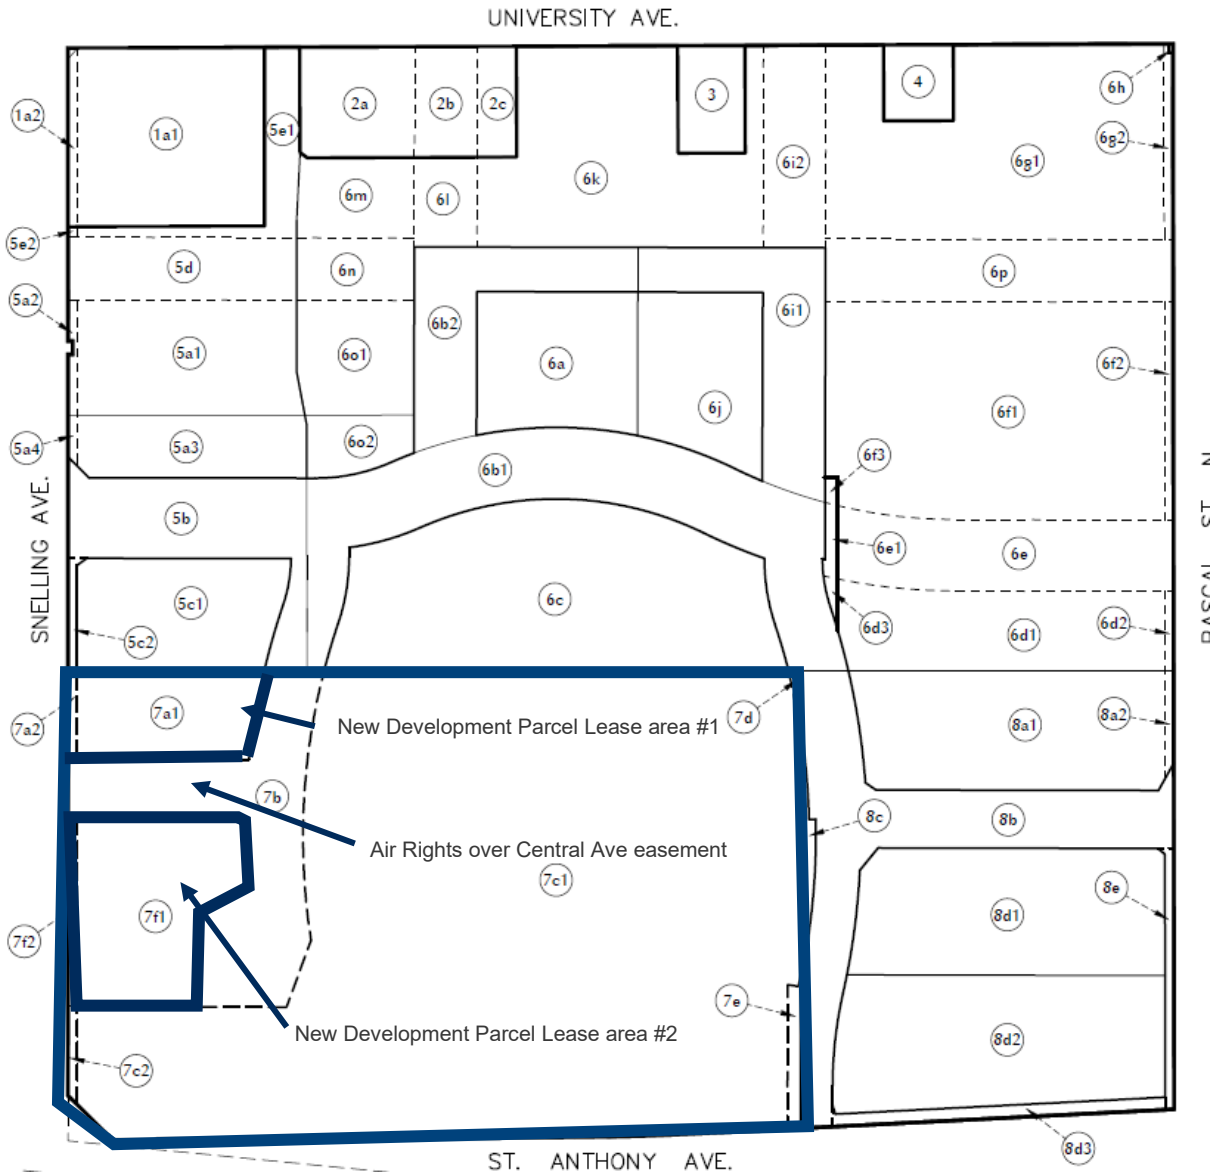 UNIVERSITY AVE.
1a2
1a1
5e1
2a
2b
2c
3
4
6h
6g2
6g1
6i2
6k
6m
6l
5e2
5d
6n
6p
5a2
6b2
6i1
5a1
6o1
6a
6j
6f2
6f1
5a4
5a3
6o2
6b1
6f3
SNELLING AVE.
5b
6e1
6e
5c1
6c
5c2
6d3
6d1
6d2
7a2
7a1
New Development Parcel Lease area #1
7d
8a1
8a2
7b
8c
8b
Air Rights over Central Ave easement
7c1
8e
7f2
7f1
8d1
7e
New Development Parcel Lease area #2
8d2
7c2
8d3
ST. ANTHONY AVE.